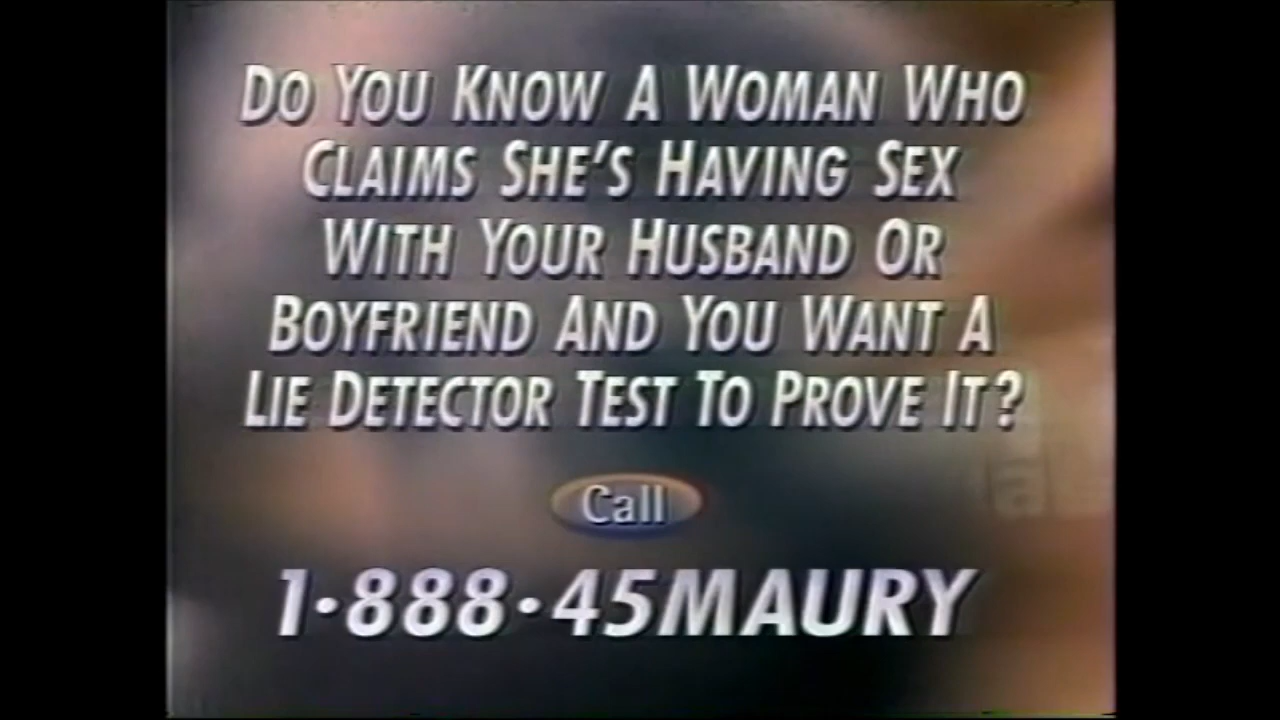 Do You Know A Woman Who
Claims She's Having Sex
With Your Husband Or
Boyfriend And You Want A
Lie Detector Test To Prove It?
Call
1·888·45MAURY